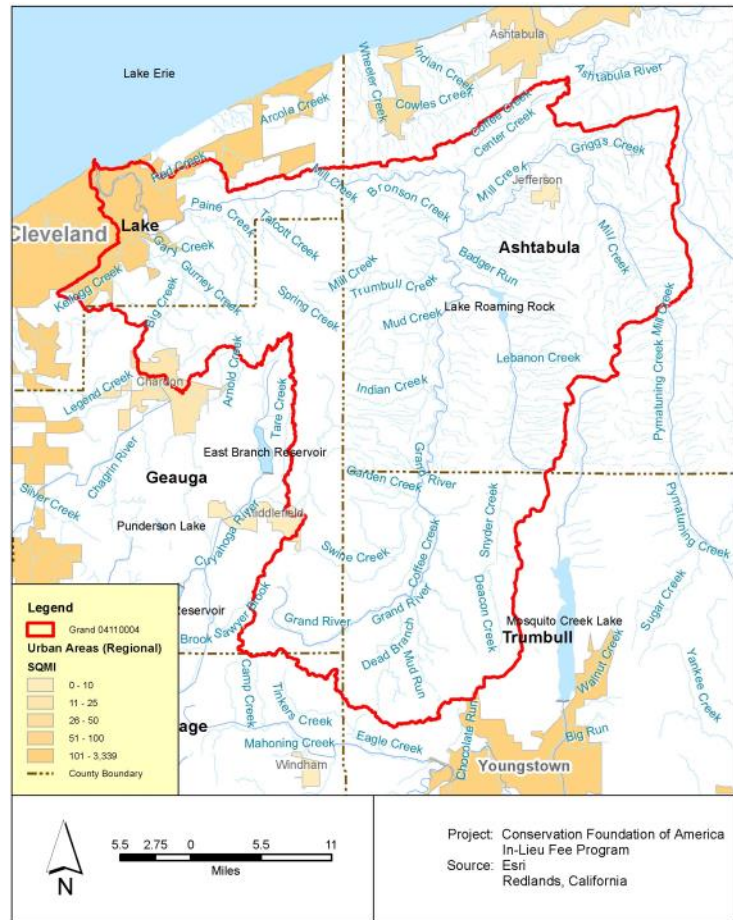 Ashtabula
Lake Erie
Wheeler Creek
Indian Creek
Cowles Creek
Ashtabula River
Arcola Creek
Coffee Creek
Center Creek
Griggs Creek
Red Creek
Mill Creek
Bronson Creek
Mill Creek
Jefferson
Lake
Paine Creek
Talcott Creek
Cleveland
Gary Creek
Ashtabula
Mill Creek
Badger Run
Kellogg Creek
Big Creek
Gurney Creek
Spring Creek
Mill Creek
Trumbull Creek
Lake Roaming Rock
Mill Creek
Mud Creek
Lebanon Creek
Pymatuning Creek
Legend Creek
Chardon
Arnold Creek
Indian Creek
Tare Creek
East Branch Reservoir
Chagrin River
Geauga
Garden Creek
Grand River
Silver Creek
Punderson Lake
Cuyahoga River
Middlefield
Snyder Creek
Pymatuning Creek
Swine Creek
Coffee Creek
Sugar Creek
Reservoir
Brook
Sawyer Brook
Grand River
Grand River
Deacon Creek
Mosquito Creek Lake
Trumbull
Dead Branch
Mud Run
Walnut Creek
Yankee Creek
Camp Creek
Tinkers Creek
age
Mahoning Creek
Eagle Creek
Chocolate Run
Big Run
Windham
Youngstown
Legend
Grand 04110004
Urban Areas (Regional)
SQMI
0 - 10
11 - 25
26 - 50
51 - 100
101 - 3,339
County Boundary
N
5.5 2.75 0 5.5 11
Miles
Project: Conservation Foundation of America
In-Lieu Fee Program
Source: Esri
Redlands, California